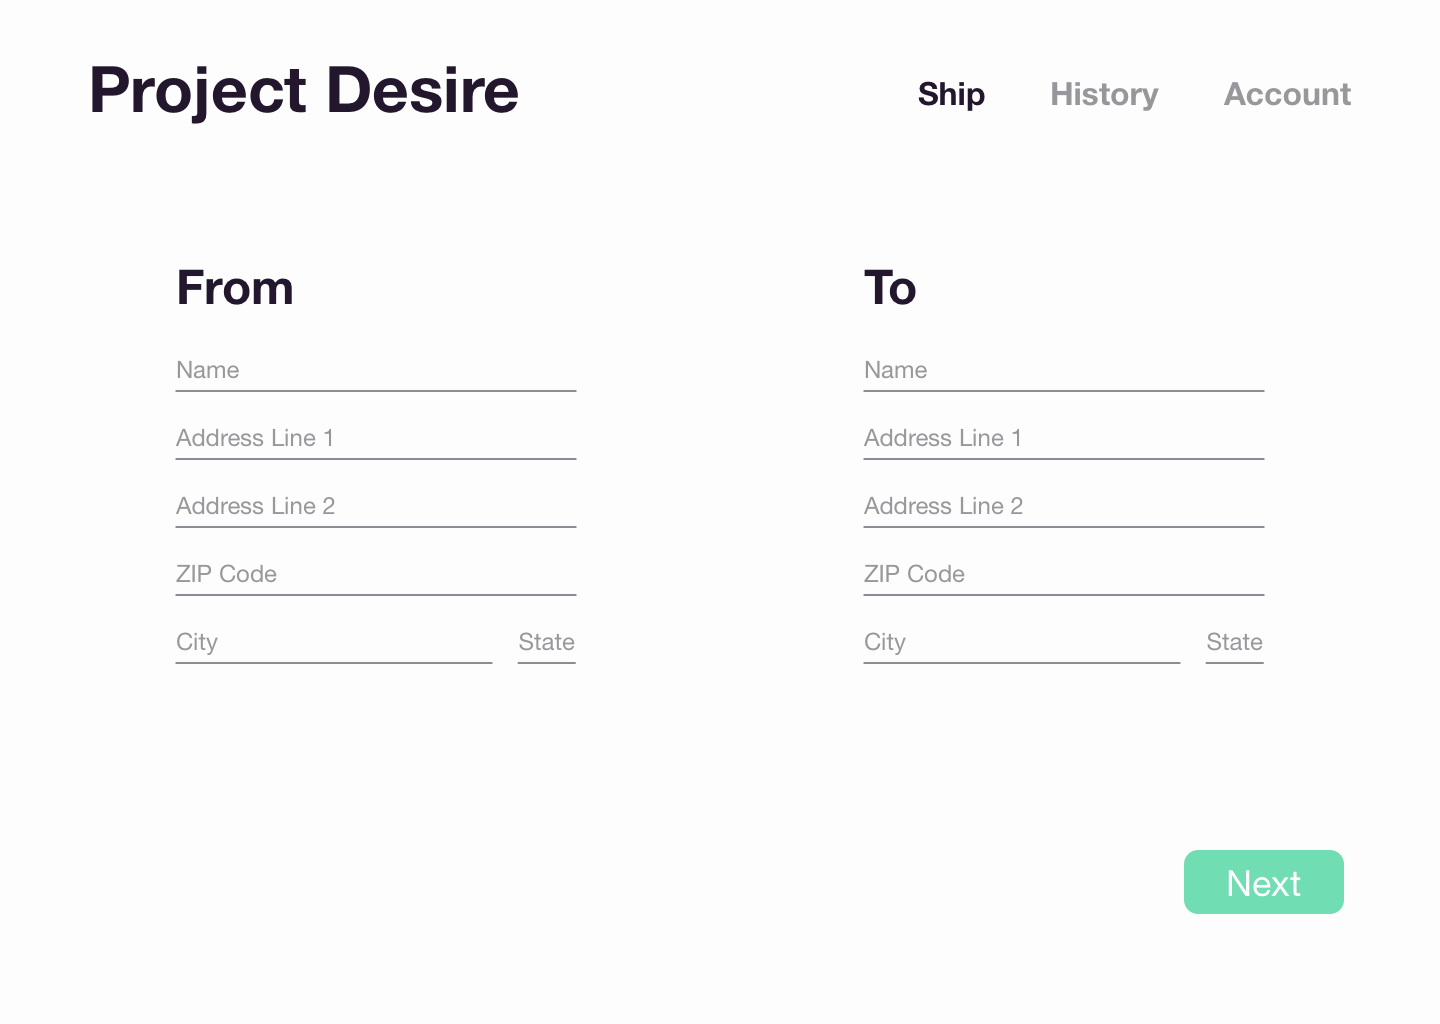 Project Desire
Ship History Account
From
Name
Address Line 1
Address Line 2
ZIP Code
City State
To
Name
Address Line 1
Address Line 2
ZIP Code
City State
Next